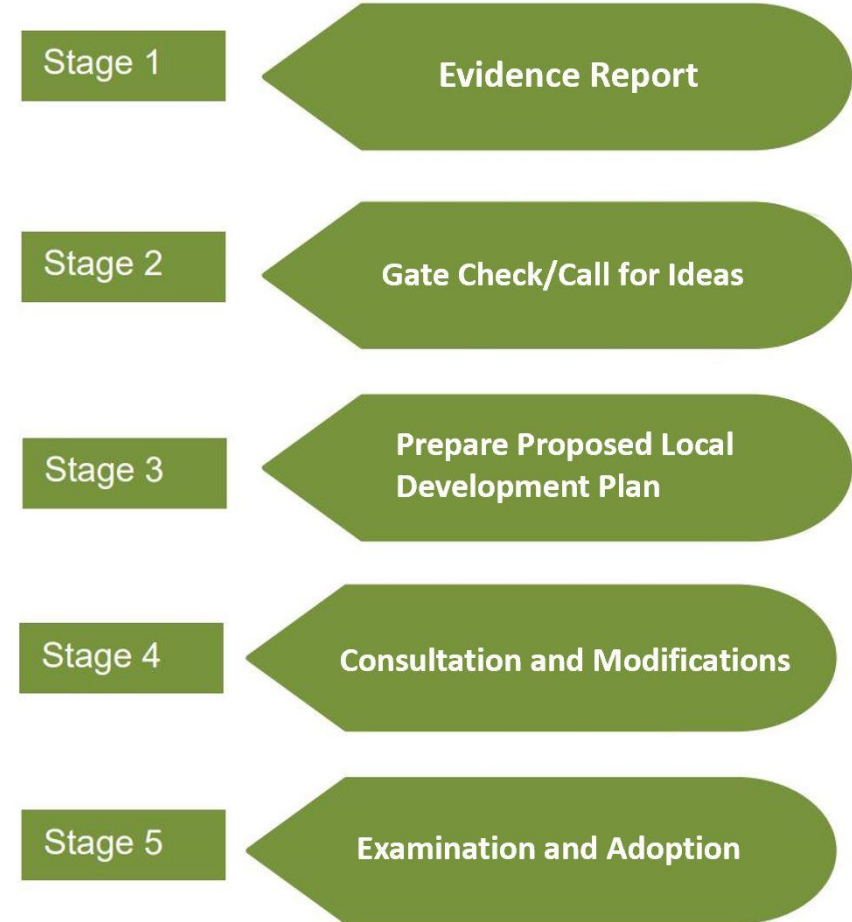 Stage 1
Evidence Report
Stage 2
Gate Check/Call for Ideas
Stage 3
Prepare Proposed Local
Development Plan
Stage 4
Consultation and Modifications
Stage 5
Examination and Adoption